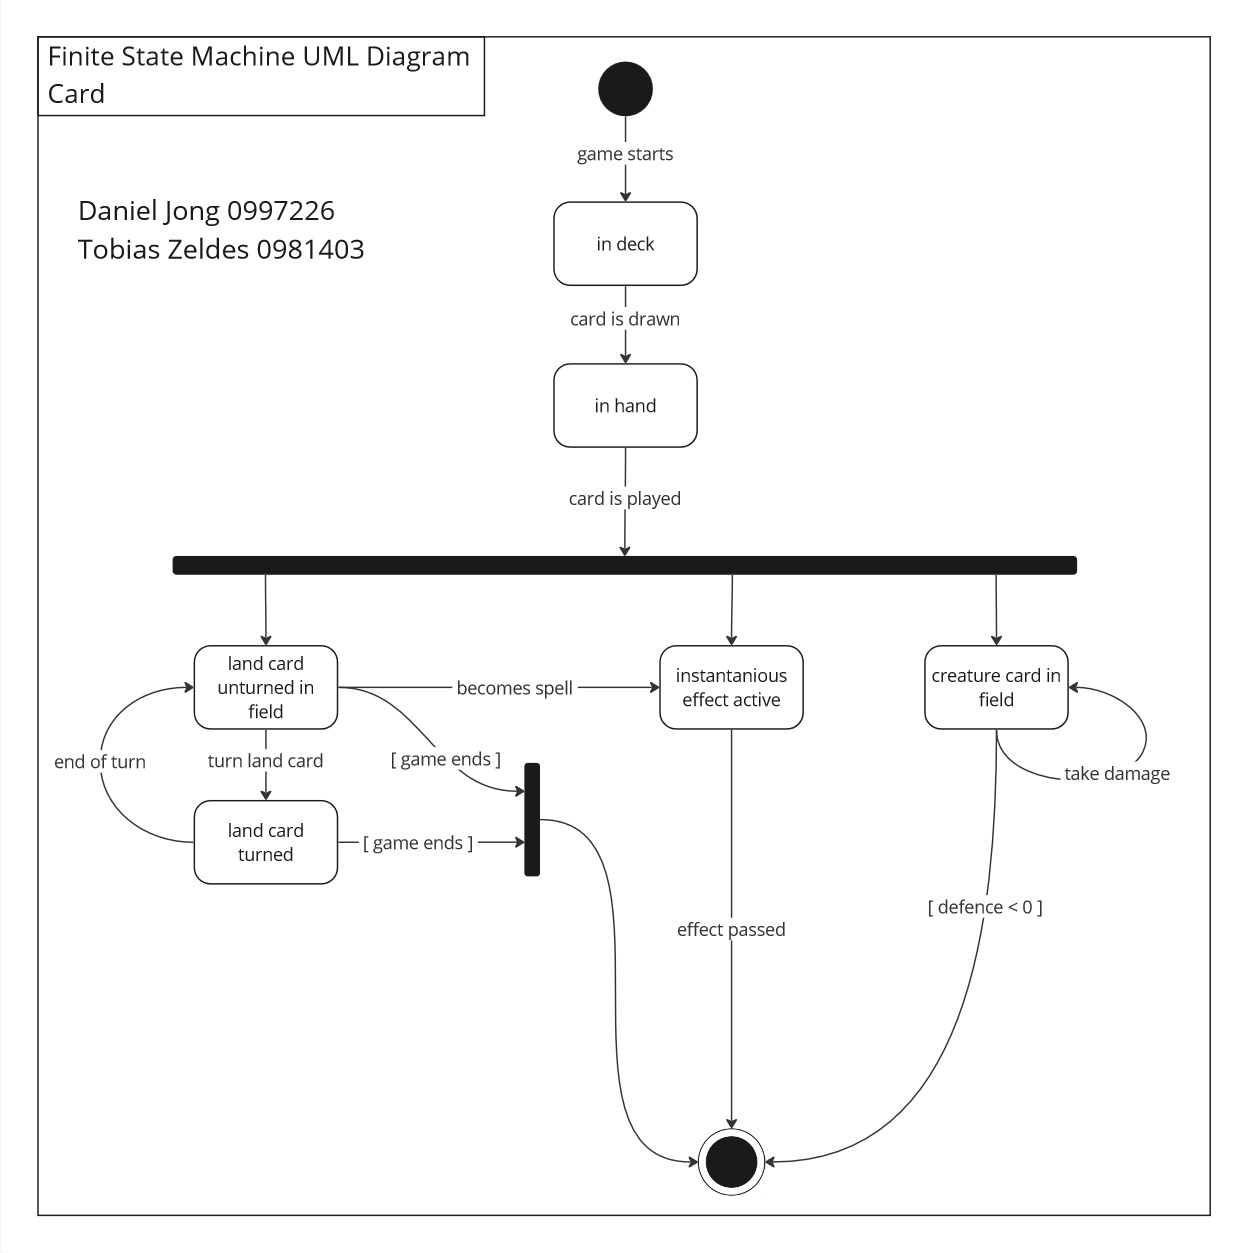 Finite State Machine UML Diagram
Card
Daniel Jong 0997226
Tobias Zeldes 0981403
game starts
in deck
card is drawn
in hand
card is played
land card
unturned in
field
becomes spell
instantanious
effect active
creature card in
field
end of turn
turn land card
[ game ends ]
take damage
land card
turned
[ game ends ]
effect passed
[ defence < 0 ]